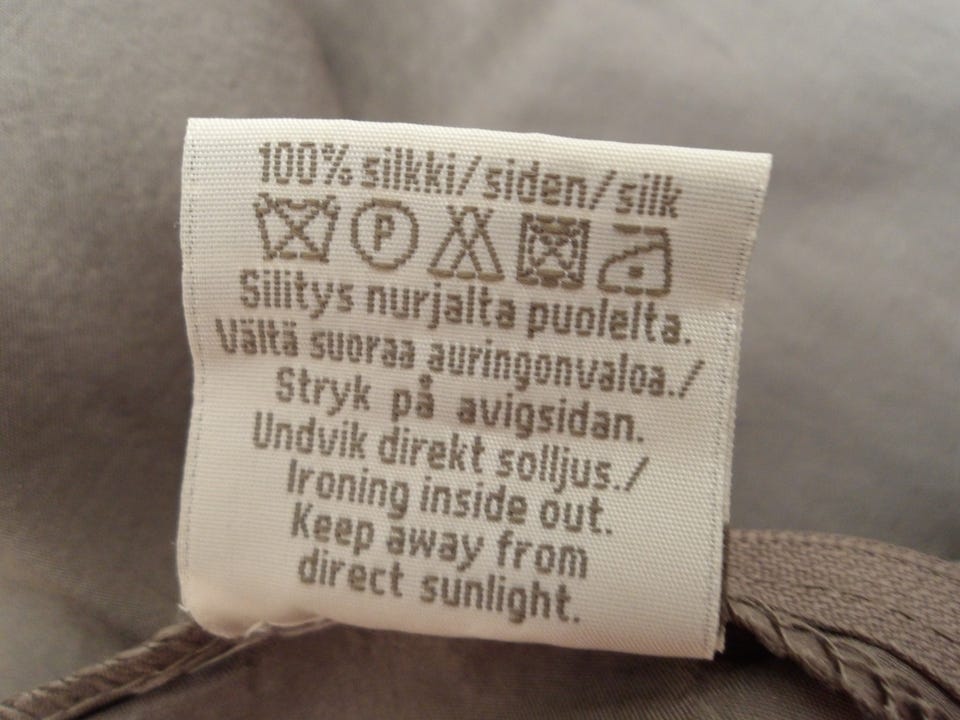 100% silkki/siden/silk
P
Silitys nurjalta puolelta.
Vältä suoraa auringonvaloa./
Stryk på avigsidan.
Undvik direkt solljus./
Ironing inside out.
Keep away from
direct sunlight.